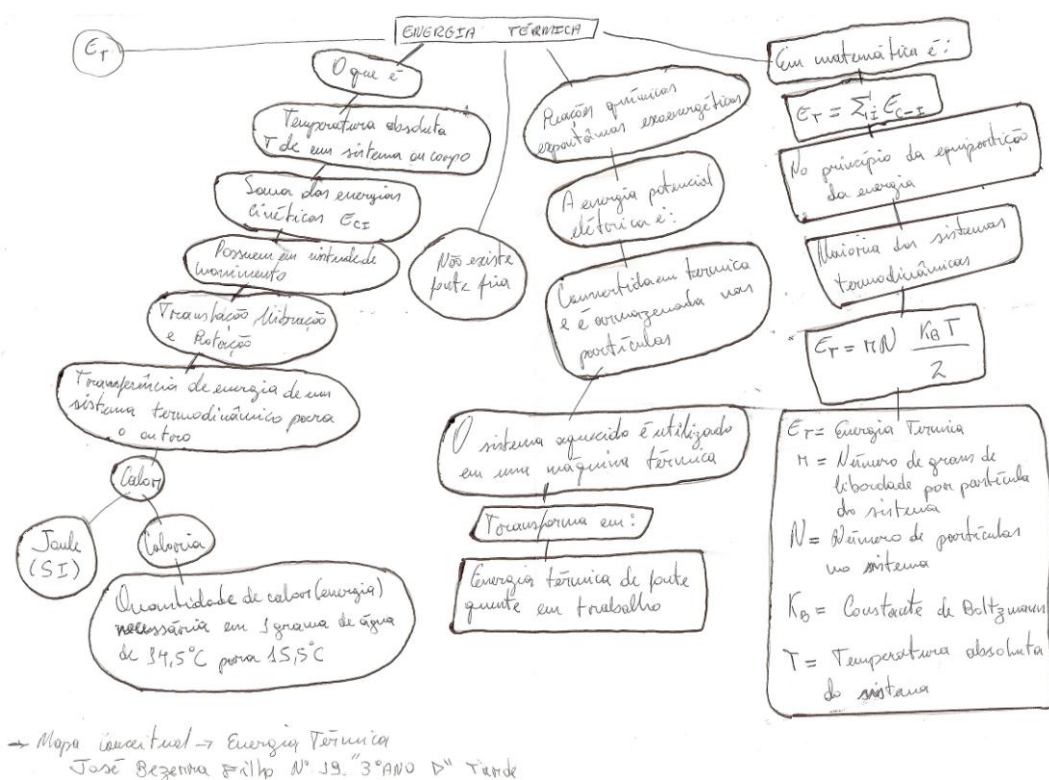 ENERGIA TÉRMICA
E_T
O que é
Temperatura absoluta
T de em sistema ou corpo
Soma das energias
Cinéticas E_CI
Possuem em virtude de
movimento
Translação Vibração
e Rotação
Transferência de energia de um
sistema termodinâmico para
o outro
Calor
Joule
(SI)
Caloria
Quantidade de calor (energia)
necessária em 1 grama de água
de 14,5°C para 15,5°C
Não existe
fonte fria
Reações químicas
espontâneas exoenergéticas
A energia potencial
elétrica é:
Convertida em termica
e é armazenada nas
partículas
O sistema aquecido é utilizado
em uma máquina térmica
Transforma em:
Energia térmica de fonte
quente em trabalho
Em matemática é:
E_T = Σ_i E_C-I
No princípio da equipartição
da energia
Maioria dos sistemas
termodinâmicos
E_T = nN K_B T / 2
E_T = Energia Termica
n = Número de graus de
liberdade por partícula
do sistema
N = Número de partículas
no sistema
K_B = Constante de Boltzmann
T = Temperatura absoluta
do sistema
→ Mapa conceitual → Energia Térmica
José Bezerra Filho Nº 19. "3º ANO D" Tarde